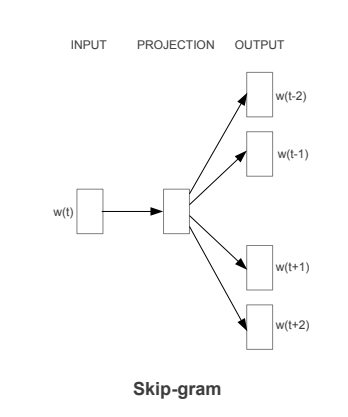 INPUT PROJECTION OUTPUT
w(t-2)
w(t-1)
w(t)
w(t+1)
w(t+2)
Skip-gram